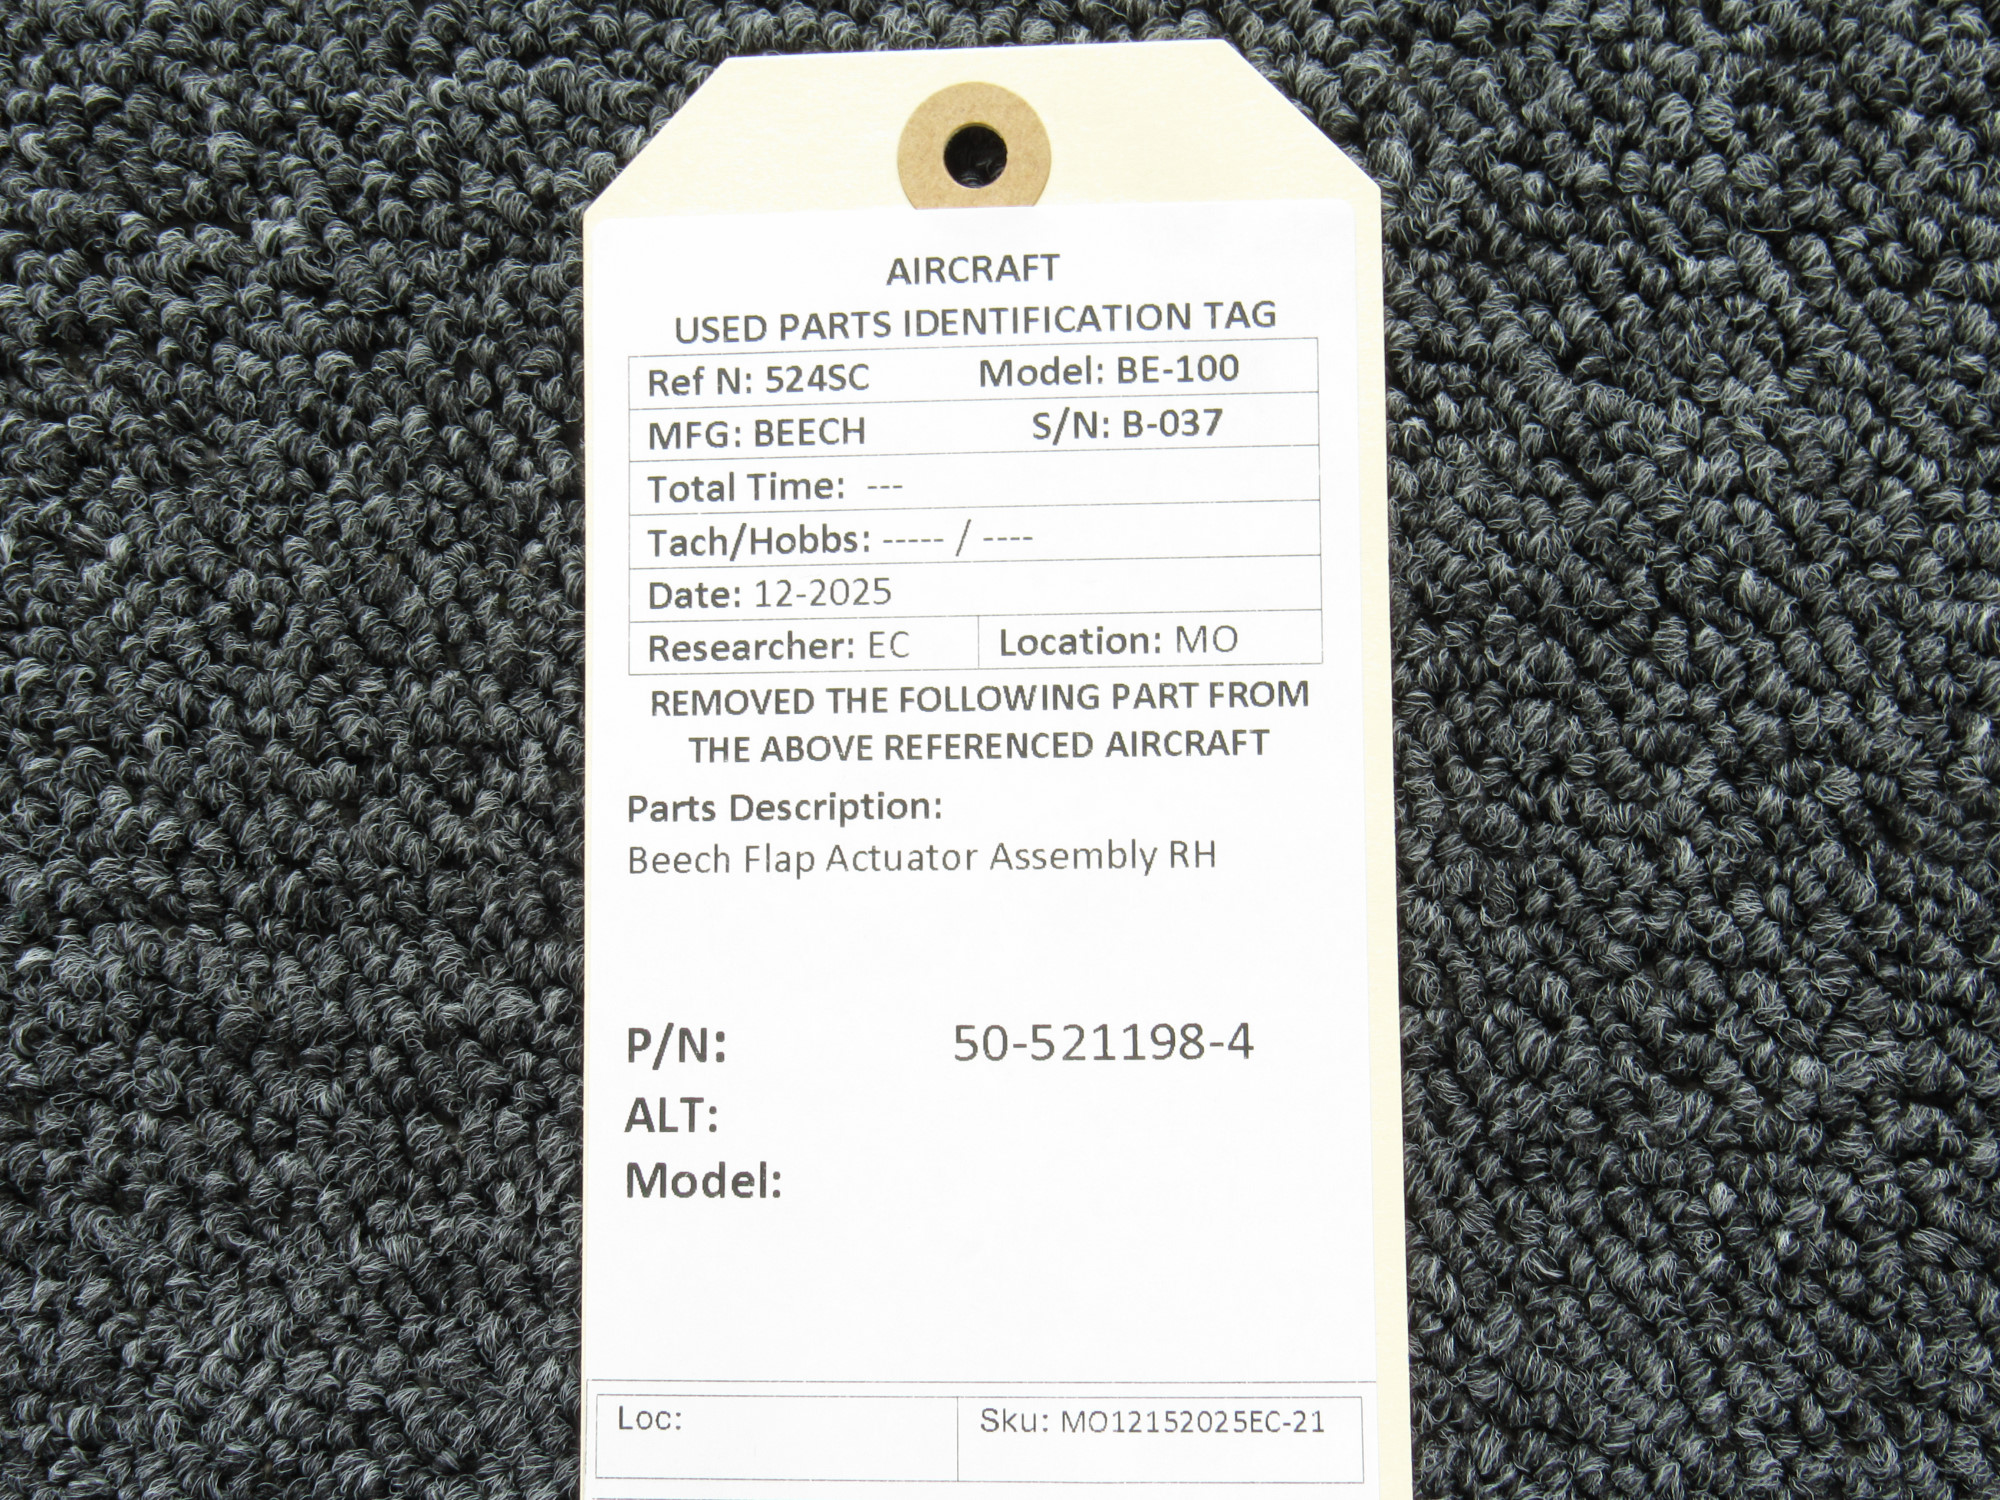 AIRCRAFT
USED PARTS IDENTIFICATION TAG
Ref N: 524SC Model: BE-100
MFG: BEECH S/N: B-037
Total Time: ---
Tach/Hobbs: ----- / ----
Date: 12-2025
Researcher: EC Location: MO
REMOVED THE FOLLOWING PART FROM
THE ABOVE REFERENCED AIRCRAFT
Parts Description:
Beech Flap Actuator Assembly RH
P/N: 50-521198-4
ALT:
Model:
Loc: Sku: MO12152025EC-21